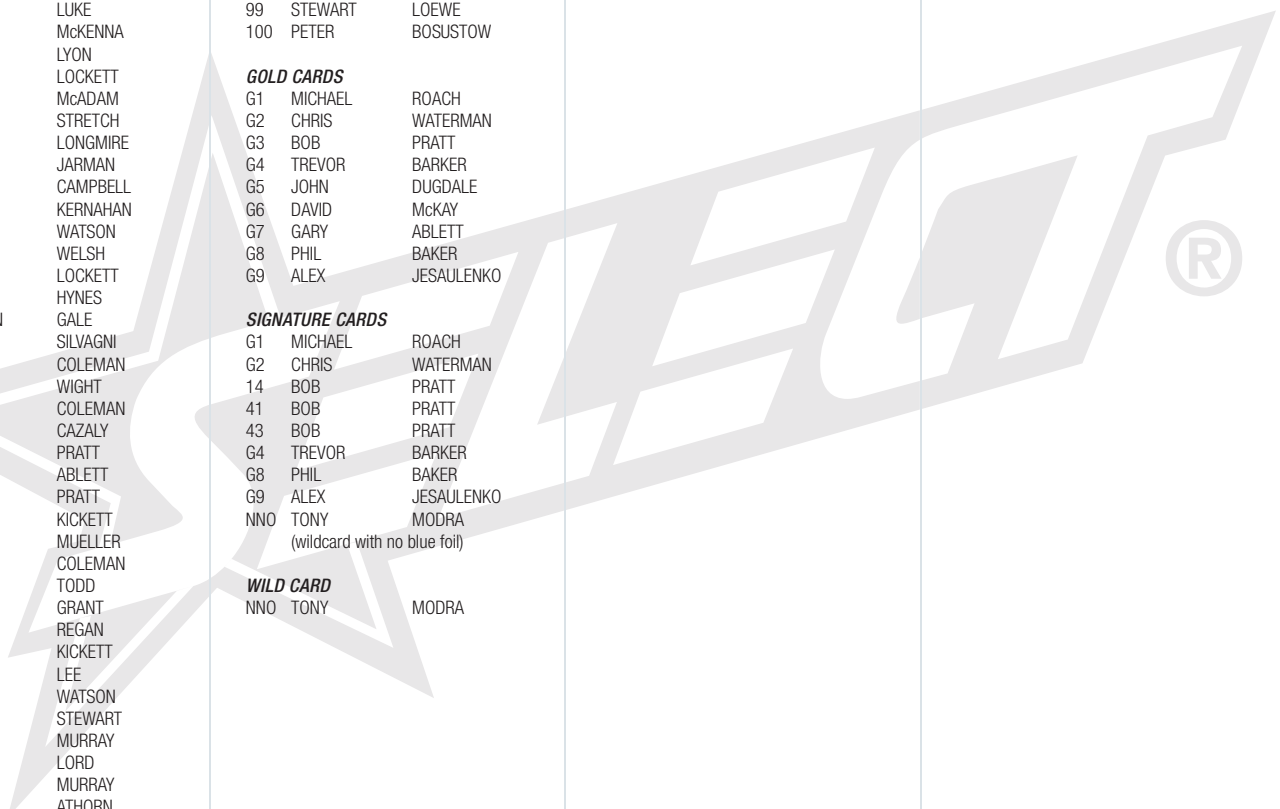 LUKE
McKENNA
LYON
LOCKETT
McADAM
STRETCH
LONGMIRE
JARMAN
CAMPBELL
KERNAHAN
WATSON
WELSH
LOCKETT
HYNES
N GALE
SILVAGNI
COLEMAN
WIGHT
COLEMAN
CAZALY
PRATT
ABLETT
PRATT
KICKETT
MUELLER
COLEMAN
TODD
GRANT
REGAN
KICKETT
LEE
WATSON
STEWART
MURRAY
LORD
MURRAY
ATHORN
99 STEWART LOEWE
100 PETER BOSUSTOW
GOLD CARDS
G1 MICHAEL ROACH
G2 CHRIS WATERMAN
G3 BOB PRATT
G4 TREVOR BARKER
G5 JOHN DUGDALE
G6 DAVID McKAY
G7 GARY ABLETT
G8 PHIL BAKER
G9 ALEX JESAULENKO
SIGNATURE CARDS
G1 MICHAEL ROACH
G2 CHRIS WATERMAN
14 BOB PRATT
41 BOB PRATT
43 BOB PRATT
G4 TREVOR BARKER
G8 PHIL BAKER
G9 ALEX JESAULENKO
NNO TONY MODRA
(wildcard with no blue foil)
WILD CARD
NNO TONY MODRA
SELECT ®